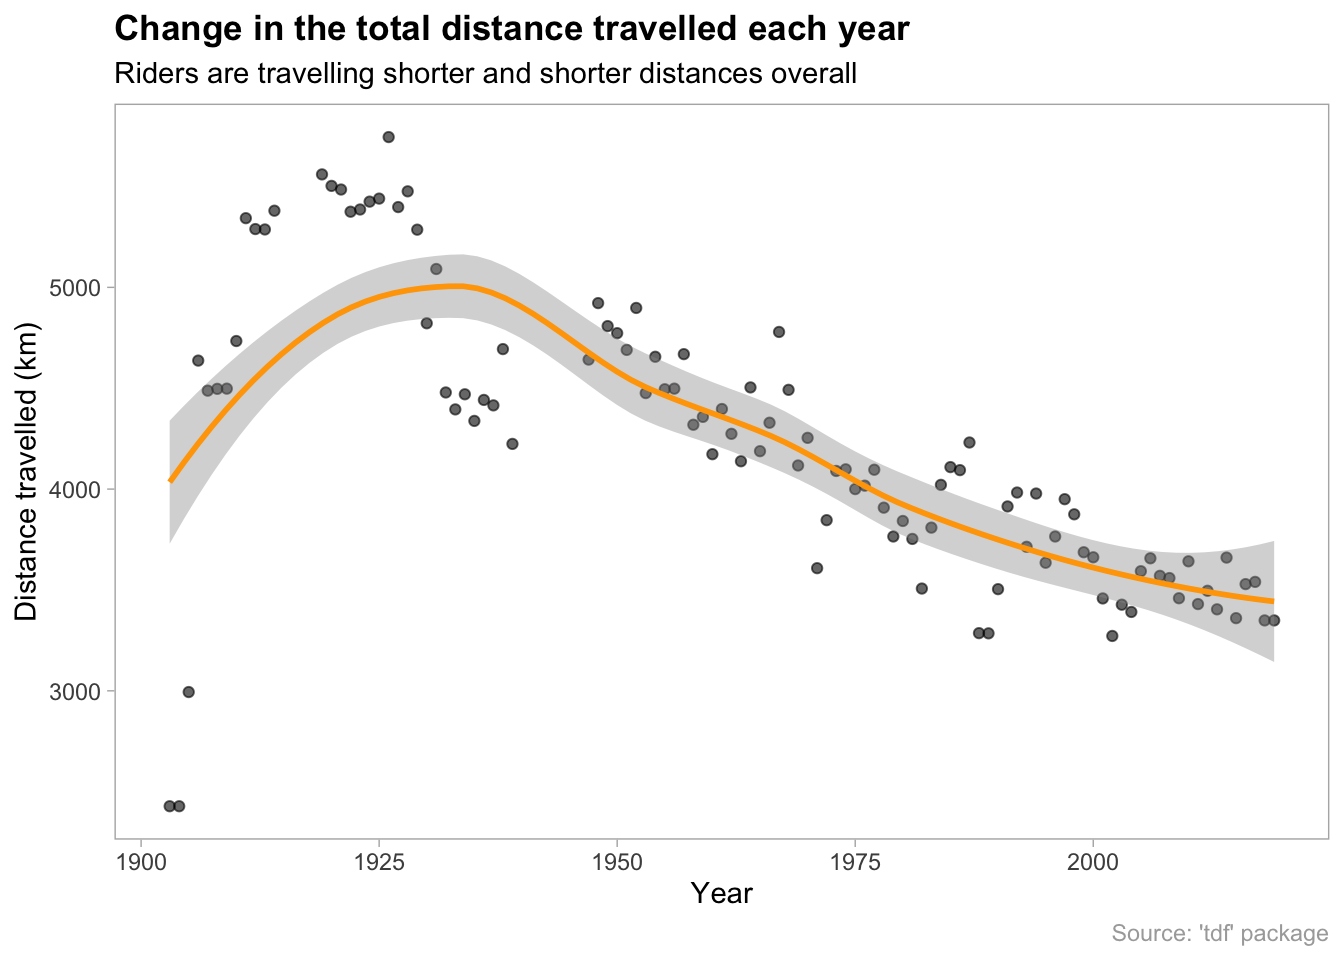 Change in the total distance travelled each year
Riders are travelling shorter and shorter distances overall
Distance travelled (km)
5000
4000
3000
1900 1925 1950 1975 2000
Year
Source: 'tdf' package